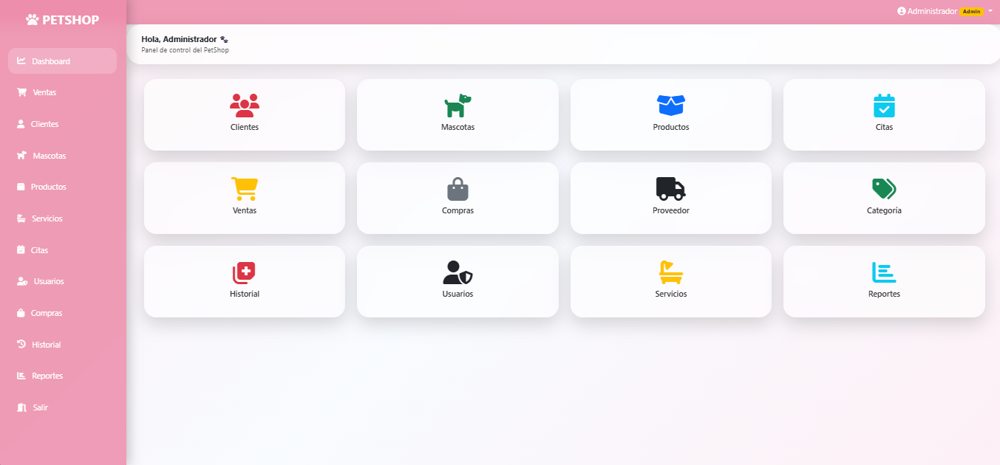 PETSHOP
Administrador Admin
Hola, Administrador
Panel de control del PetShop
Dashboard
Ventas
Clientes
Mascotas
Productos
Servicios
Citas
Usuarios
Compras
Historial
Reportes
Salir
Clientes
Mascotas
Productos
Citas
Ventas
Compras
Proveedor
Categoría
Historial
Usuarios
Servicios
Reportes